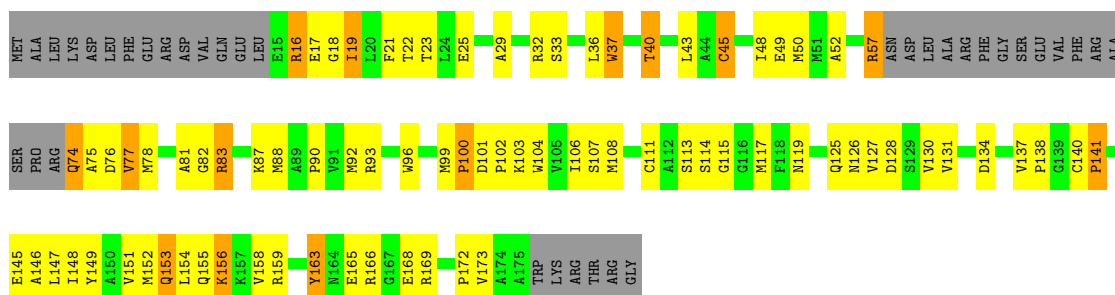 MET ALA LEU LYS ASP LEU PHE GLU ARG ASP VAL GLN GLU LEU E15 R16 E17 G18 I19 L20 F21 T22 T23 L24 E25 A29 R32 S33 L36 W37 T40 L43 A44 C45 I48 E49 M50 M51 A52 R57 ASN ASP LEU ALA ARG PHE GLY SER GLU VAL PHE ARG ALA
SER PRO ARG Q74 A75 D76 V77 M78 A81 G82 R83 K87 M88 A89 P90 V91 M92 R93 W96 M99 P100 D101 P102 K103 W104 V105 I106 S107 M108 C111 A112 S113 S114 G115 G116 M117 F118 N119 Q125 N126 V127 D128 S129 V130 V131 D134 V137 P138 G139 C140 P141
E145 A146 L147 I148 Y149 A150 V151 M152 Q153 L154 Q155 K156 K157 V158 R159 Y163 N164 E165 R166 G167 E168 R169 P172 V173 A174 A175 TRP LYS ARG THR ARG GLY